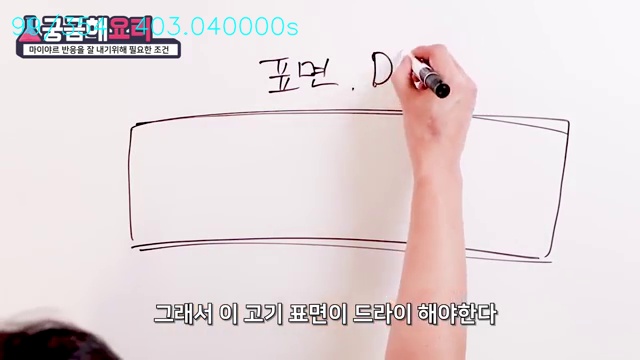 403.040000s
궁금해요리
마이야르 반응을 잘 내기위해 필요한 조건
표면. D
그래서 이 고기 표면이 드라이 해야한다